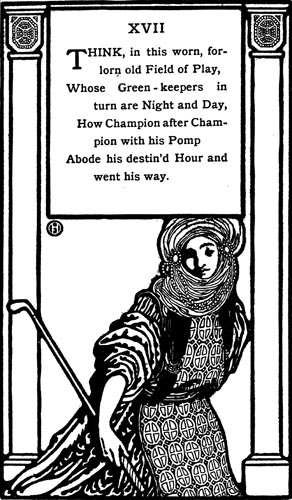 XVII
THINK, in this worn, for-
lorn old Field of Play,
Whose Green-keepers in
turn are Night and Day,
How Champion after Cham-
pion with his Pomp
Abode his destin'd Hour and
went his way.